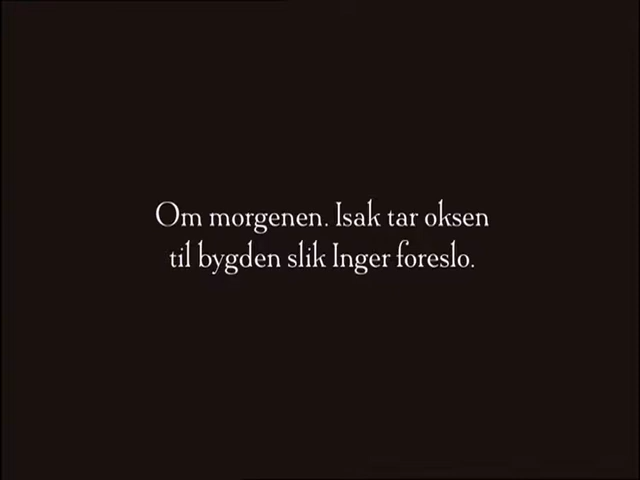 Om morgenen. Isak tar oksen
til bygden slik Inger foreslo.